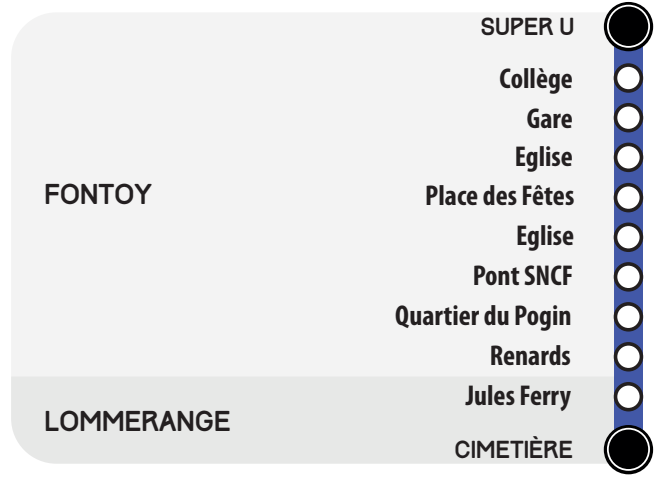 SUPER U
Collège
Gare
Eglise
FONTOY
Place des Fêtes
Eglise
Pont SNCF
Quartier du Pogin
Renards
Jules Ferry
LOMMERANGE
CIMETIÈRE